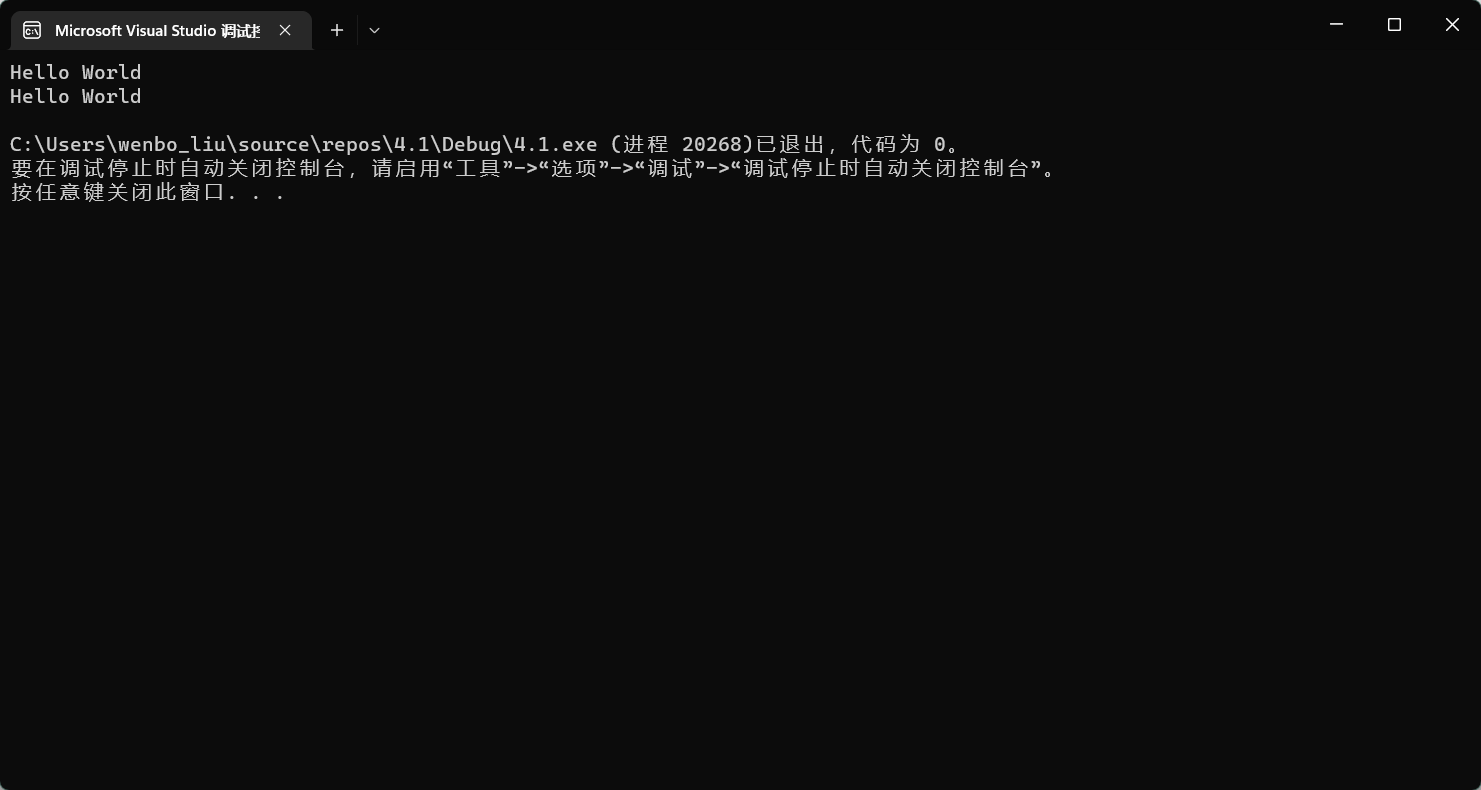 Microsoft Visual Studio 调试
Hello World
Hello World
C:\Users\wenbo_liu\source\repos\4.1\Debug\4.1.exe (进程 20268)已退出，代码为 0。
要在调试停止时自动关闭控制台，请启用“工具”->“选项”->“调试”->“调试停止时自动关闭控制台”。
按任意键关闭此窗口. . .